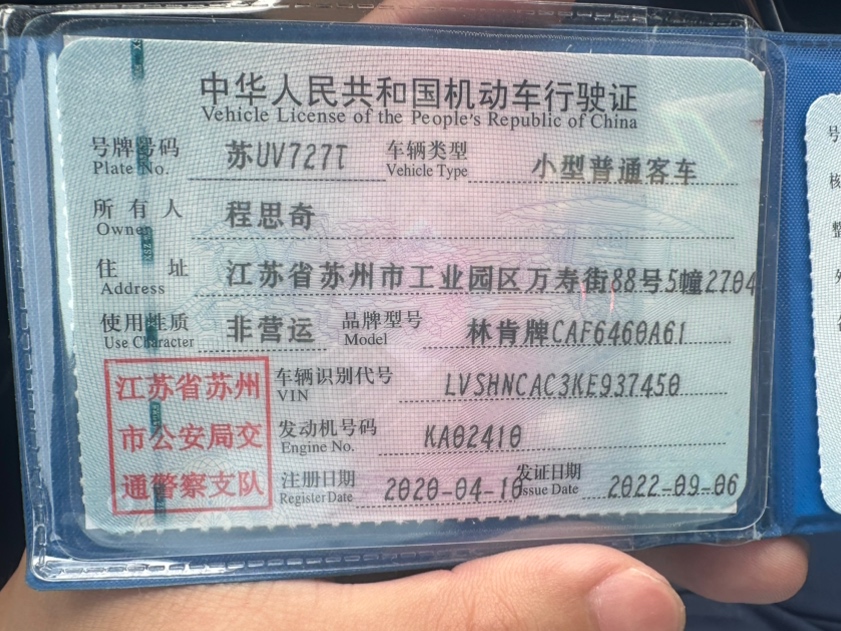 中华人民共和国机动车行驶证
Vehicle License of the People's Republic of China
号牌号码 苏UV727T 车辆类型 小型普通客车
Plate No. Vehicle Type
所有人 程思奇
Owner
住址 江苏省苏州市工业园区万寿街88号5幢2704
Address
使用性质 非营运 品牌型号 林肯牌CAF6460A61
Use Character Model
江苏省苏州 车辆识别代号 LVSHNCAC3KE937450
VIN
市公安局交 发动机号码 KA02410
Engine No.
通警察支队 注册日期 2020-04-10 发证日期 2022-09-06
Register Date Issue Date
号
核
整